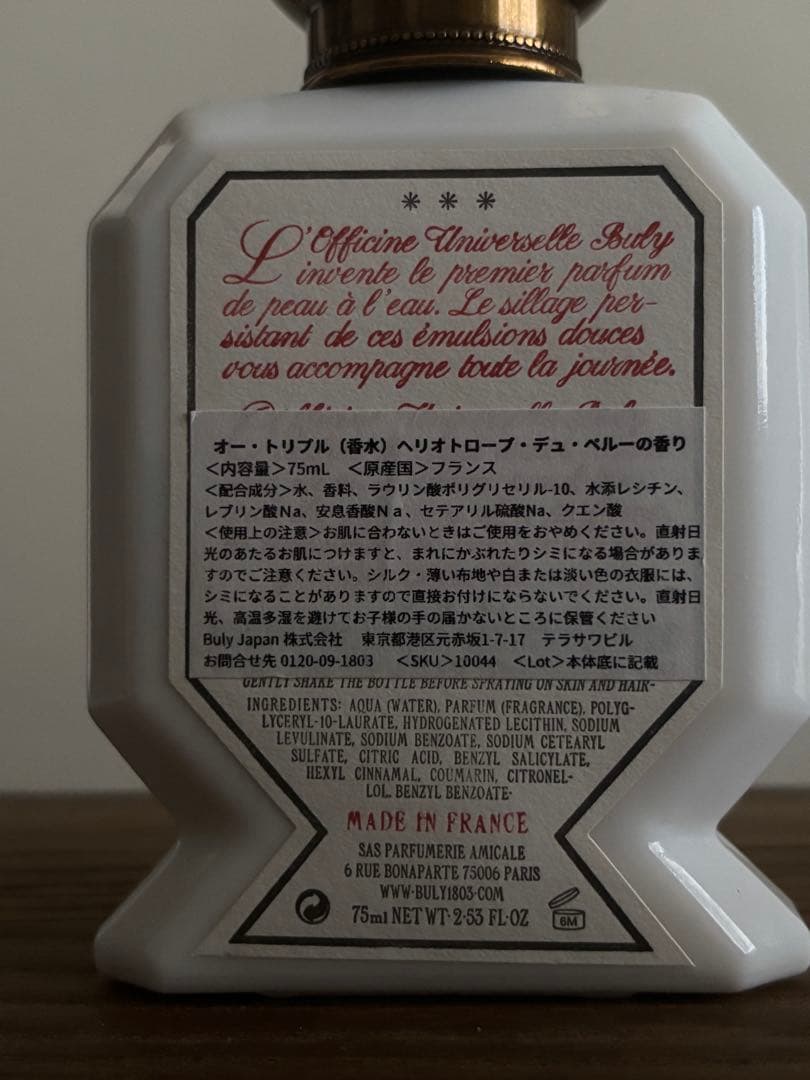 * * *
L'Officine Universelle Buly
invente le premier parfum
de peau à l'eau. Le sillage per-
sistant de ces émulsions douces
vous accompagne toute la journée.
オー・トリプル（香水）ヘリオトロープ・デュ・ペルーの香り
＜内容量＞75mL　＜原産国＞フランス
＜配合成分＞水、香料、ラウリン酸ポリグリセリル-10、水添レシチン、
レブリン酸Na、安息香酸Ｎａ、セテアリル硫酸Na、クエン酸
＜使用上の注意＞お肌に合わないときはご使用をおやめください。直射日
光のあたるお肌につけますと、まれにかぶれたりシミになる場合がありま
すのでご注意ください。シルク・薄い布地や白または淡い色の衣服には、
シミになることがありますので直接お付けにならないでください。直射日
光、高温多湿を避けてお子様の手の届かないところに保管ください
Buly Japan 株式会社　東京都港区元赤坂1-7-17　テラサワビル
お問合せ先 0120-09-1803　＜SKU＞10044　＜Lot＞本体底に記載
GENTLY SHAKE THE BOTTLE BEFORE SPRAYING ON SKIN AND HAIR-
INGREDIENTS: AQUA (WATER), PARFUM (FRAGRANCE), POLYG-
LYCERYL-10-LAURATE, HYDROGENATED LECITHIN, SODIUM
LEVULINATE, SODIUM BENZOATE, SODIUM CETEARYL
SULFATE, CITRIC ACID, BENZYL SALICYLATE,
HEXYL CINNAMAL, COUMARIN, CITRONEL-
LOL, BENZYL BENZOATE·
MADE IN FRANCE
SAS PARFUMERIE AMICALE
6 RUE BONAPARTE 75006 PARIS
WWW·BULY1803·COM
75ml NET WT· 2·53 FL·OZ
6M